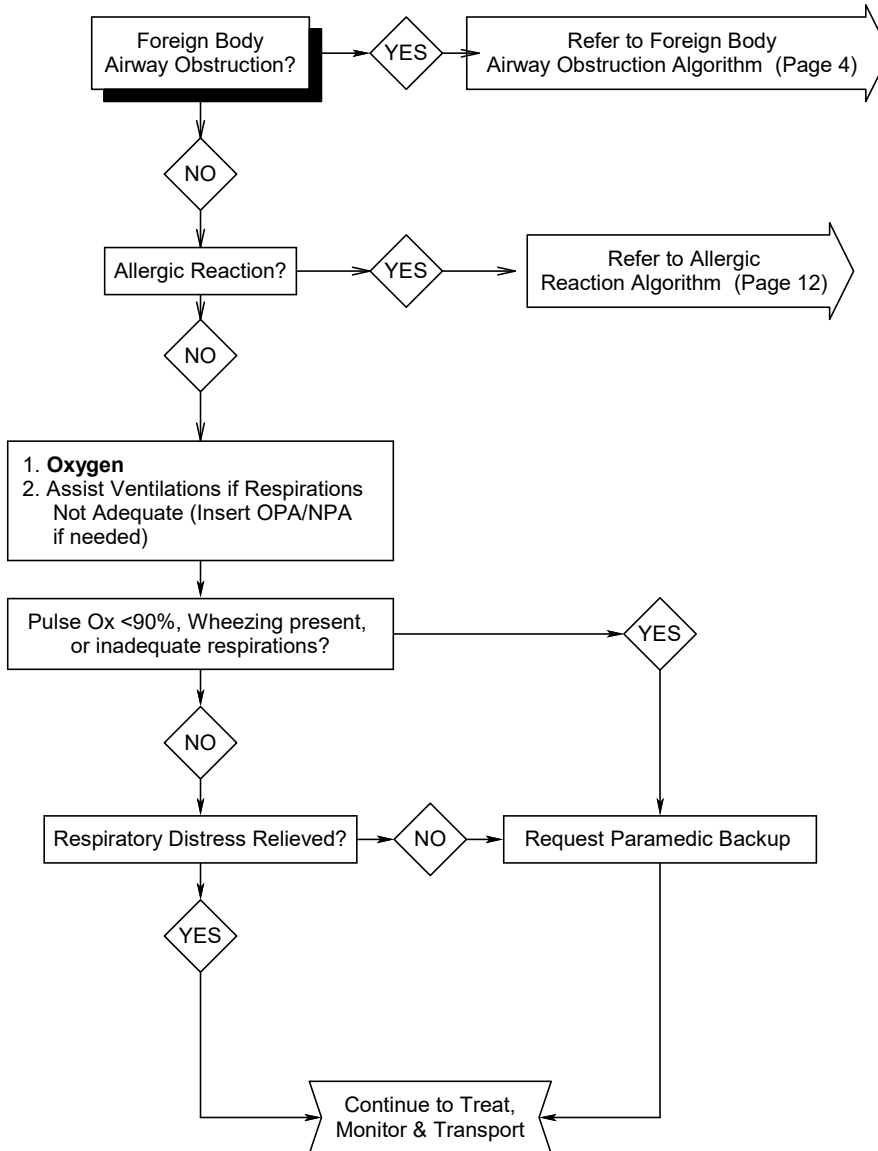 Foreign Body
Airway Obstruction?
YES
Refer to Foreign Body
Airway Obstruction Algorithm (Page 4)
NO
Allergic Reaction?
YES
Refer to Allergic
Reaction Algorithm (Page 12)
NO
1. Oxygen
2. Assist Ventilations if Respirations
Not Adequate (Insert OPA/NPA
if needed)
Pulse Ox <90%, Wheezing present,
or inadequate respirations?
YES
NO
Respiratory Distress Relieved?
NO
Request Paramedic Backup
YES
Continue to Treat,
Monitor & Transport